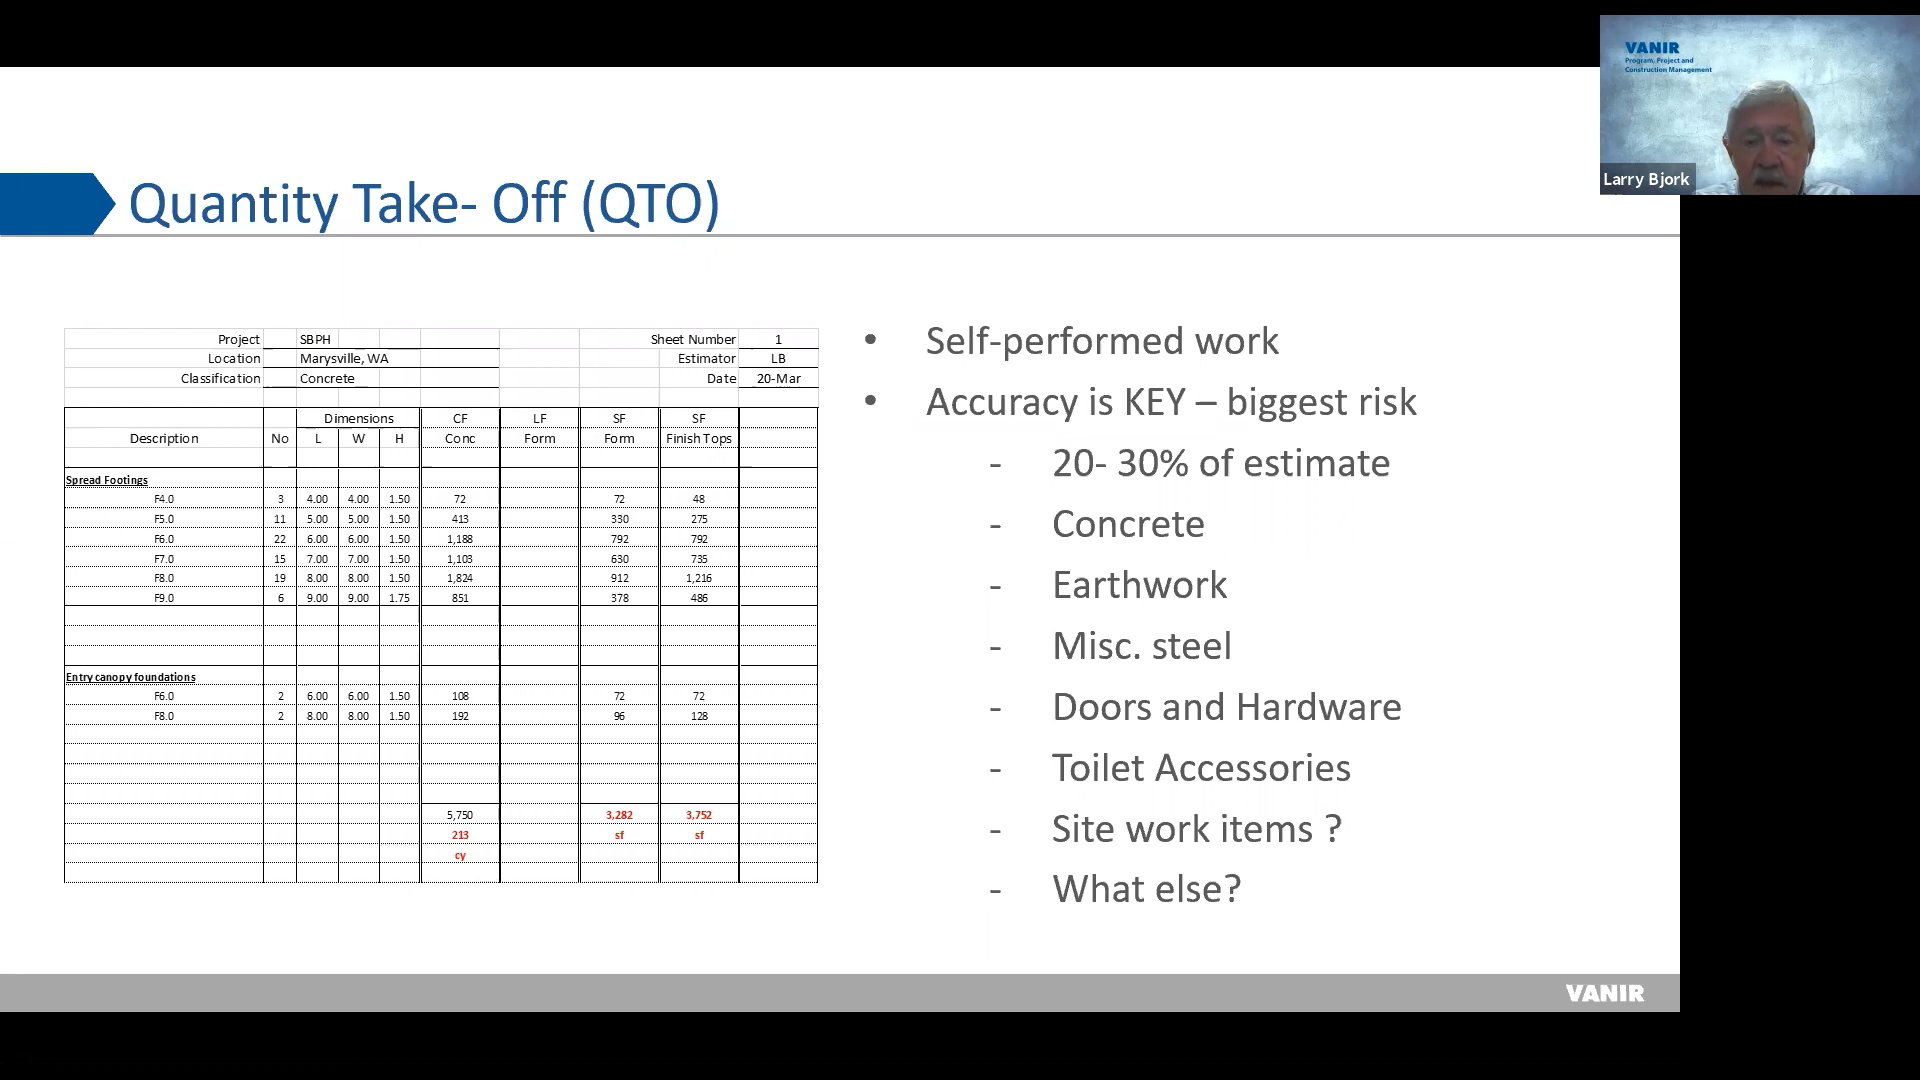 VANIR
Program, Project and
Construction Management
Larry Bjork
Quantity Take- Off (QTO)
Project SBPH Sheet Number 1
Location Marysville, WA Estimator LB
Classification Concrete Date 20-Mar
Dimensions CF LF SF SF
Description No L W H Conc Form Form Finish Tops
Spread Footings
F4.0 3 4.00 4.00 1.50 72 72 48
F5.0 11 5.00 5.00 1.50 413 330 275
F6.0 22 6.00 6.00 1.50 1,188 792 792
F7.0 15 7.00 7.00 1.50 1,103 630 735
F8.0 19 8.00 8.00 1.50 1,824 912 1,216
F9.0 6 9.00 9.00 1.75 851 378 486
Entry canopy foundations
F6.0 2 6.00 6.00 1.50 108 72 72
F8.0 2 8.00 8.00 1.50 192 96 128
5,750 3,282 3,752
213 sf sf
cy
• Self-performed work
• Accuracy is KEY – biggest risk
- 20- 30% of estimate
- Concrete
- Earthwork
- Misc. steel
- Doors and Hardware
- Toilet Accessories
- Site work items ?
- What else?
VANIR